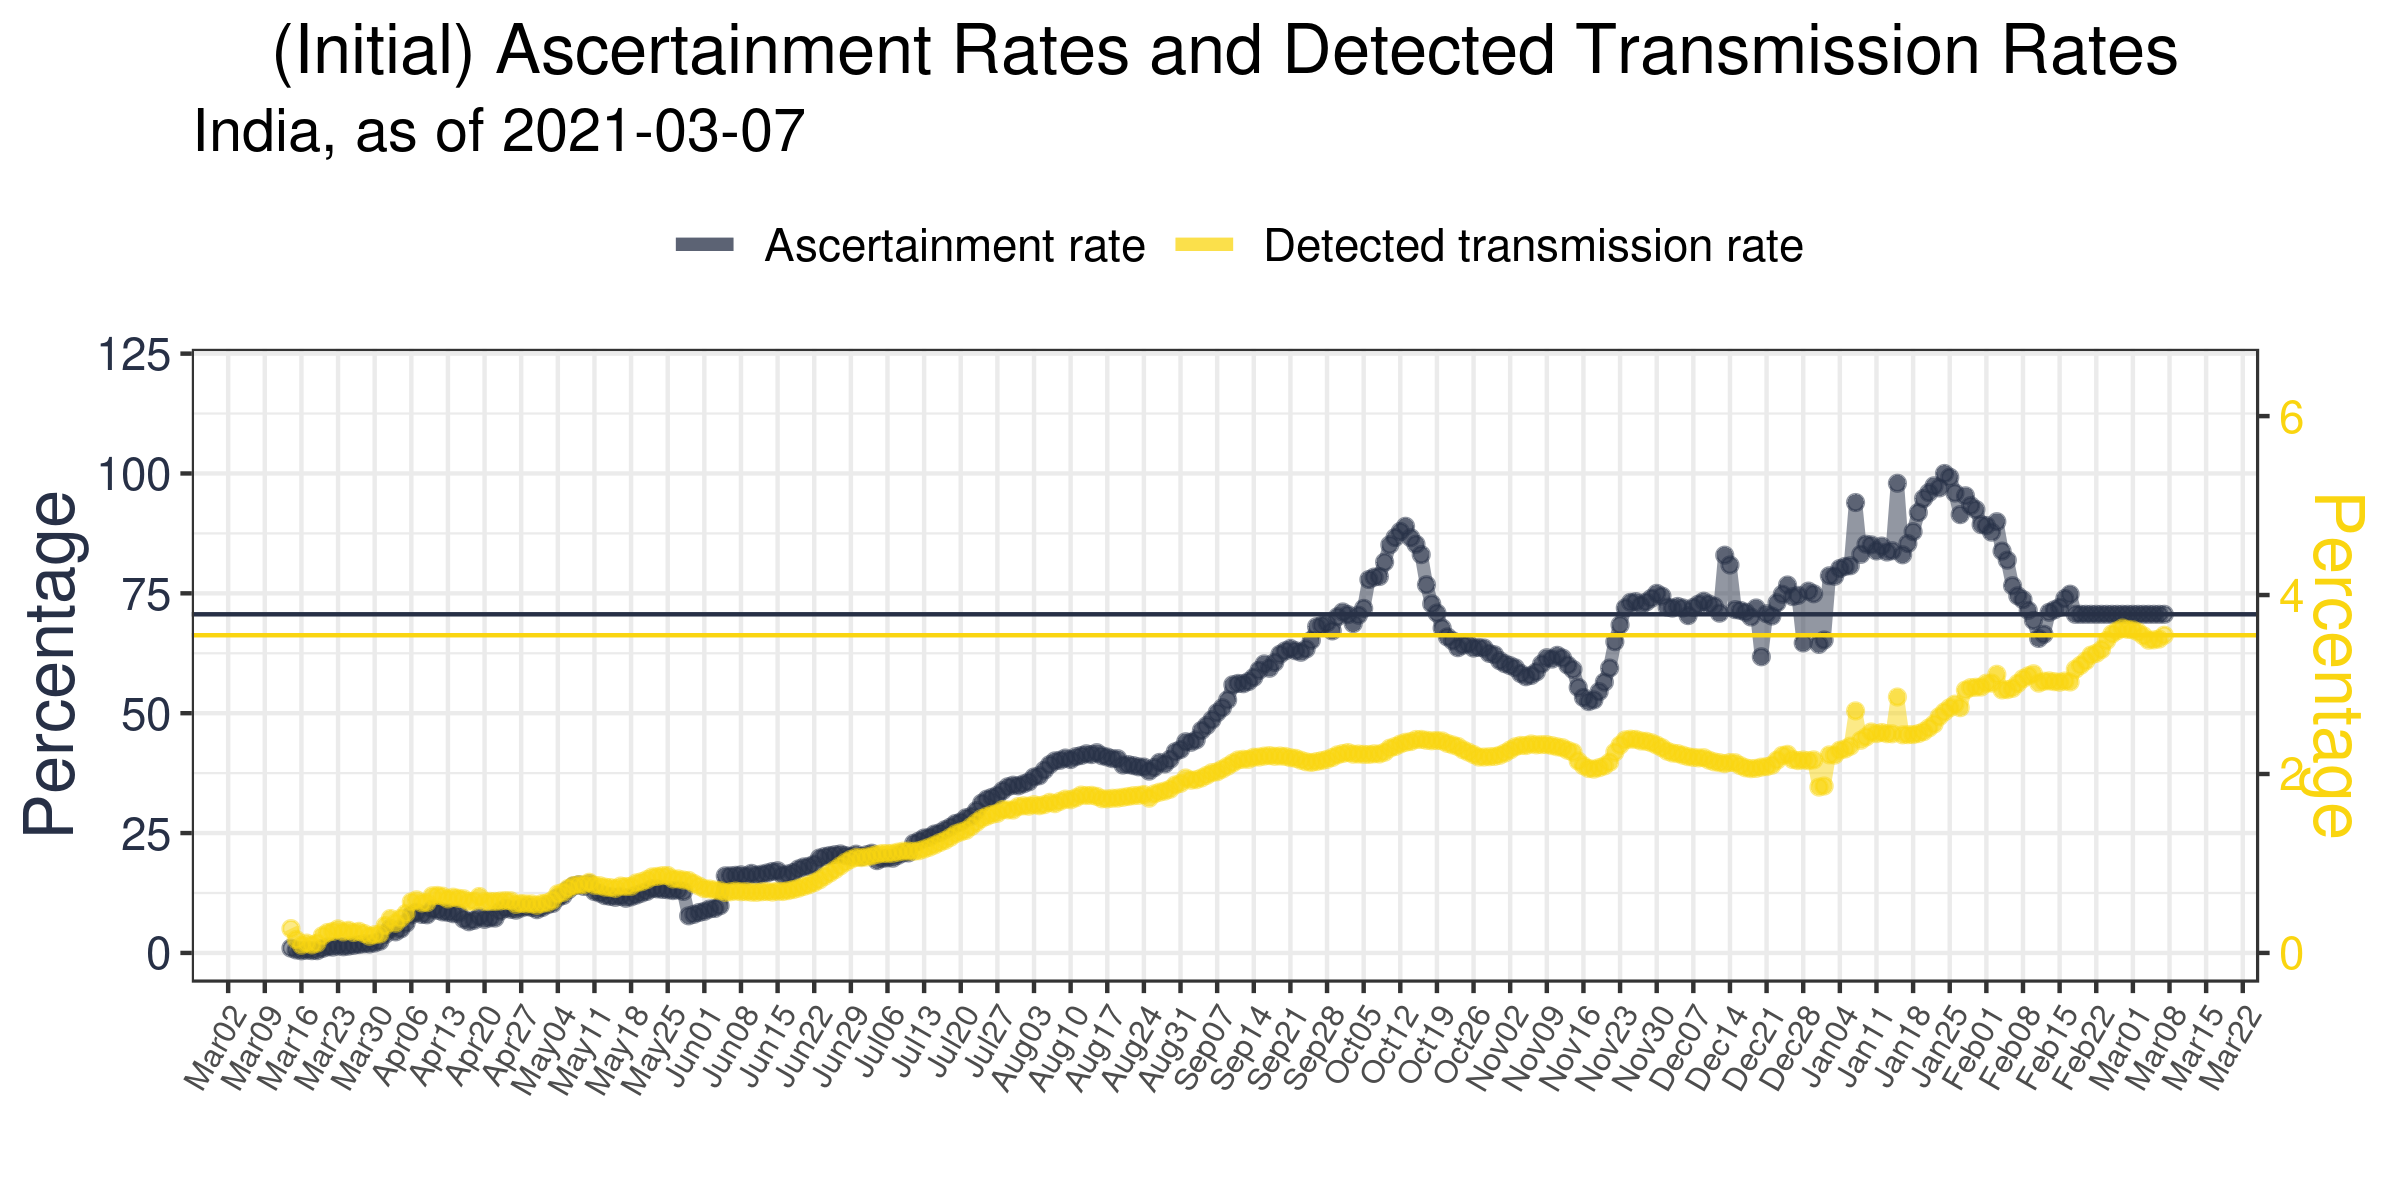 (Initial) Ascertainment Rates and Detected Transmission Rates
India, as of 2021-03-07
Ascertainment rate
Detected transmission rate
Percentage
125
100
75
50
25
0
6
4
2
0
Percentage
Mar02
Mar09
Mar16
Mar23
Mar30
Apr06
Apr13
Apr20
Apr27
May04
May11
May18
May25
Jun01
Jun08
Jun15
Jun22
Jun29
Jul06
Jul13
Jul20
Jul27
Aug03
Aug10
Aug17
Aug24
Aug31
Sep07
Sep14
Sep21
Sep28
Oct05
Oct12
Oct19
Oct26
Nov02
Nov09
Nov16
Nov23
Nov30
Dec07
Dec14
Dec21
Dec28
Jan04
Jan11
Jan18
Jan25
Feb01
Feb08
Feb15
Feb22
Mar01
Mar08
Mar15
Mar22